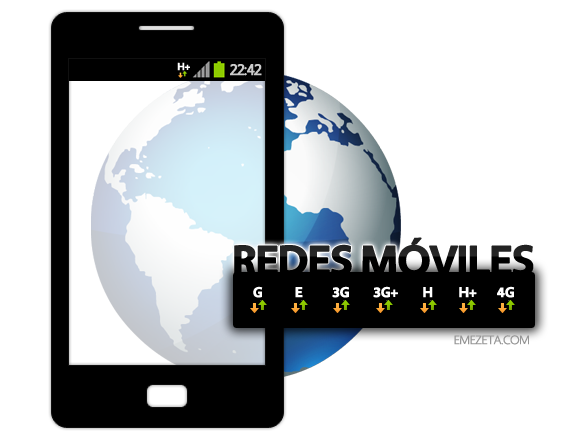 H+ 22:42
REDES MÓVILES
G E 3G 3G+ H H+ 4G
EMEZETA.COM